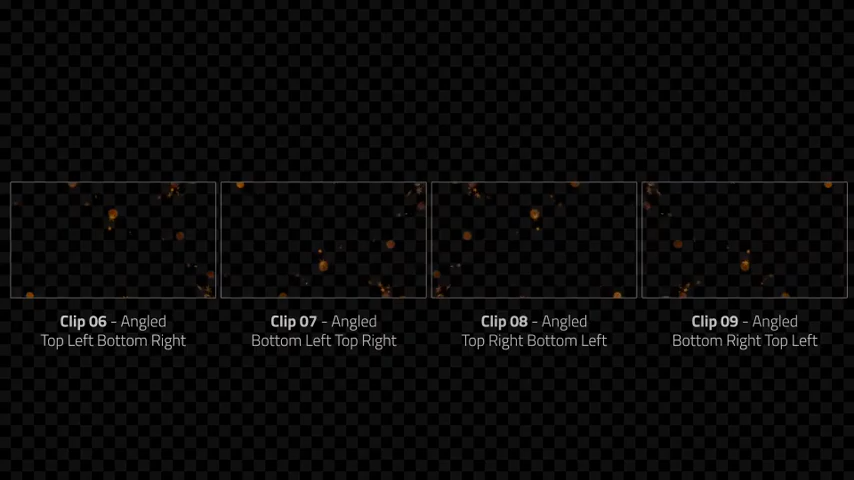 Clip 06 - Angled
Top Left Bottom Right
Clip 07 - Angled
Bottom Left Top Right
Clip 08 - Angled
Top Right Bottom Left
Clip 09 - Angled
Bottom Right Top Left